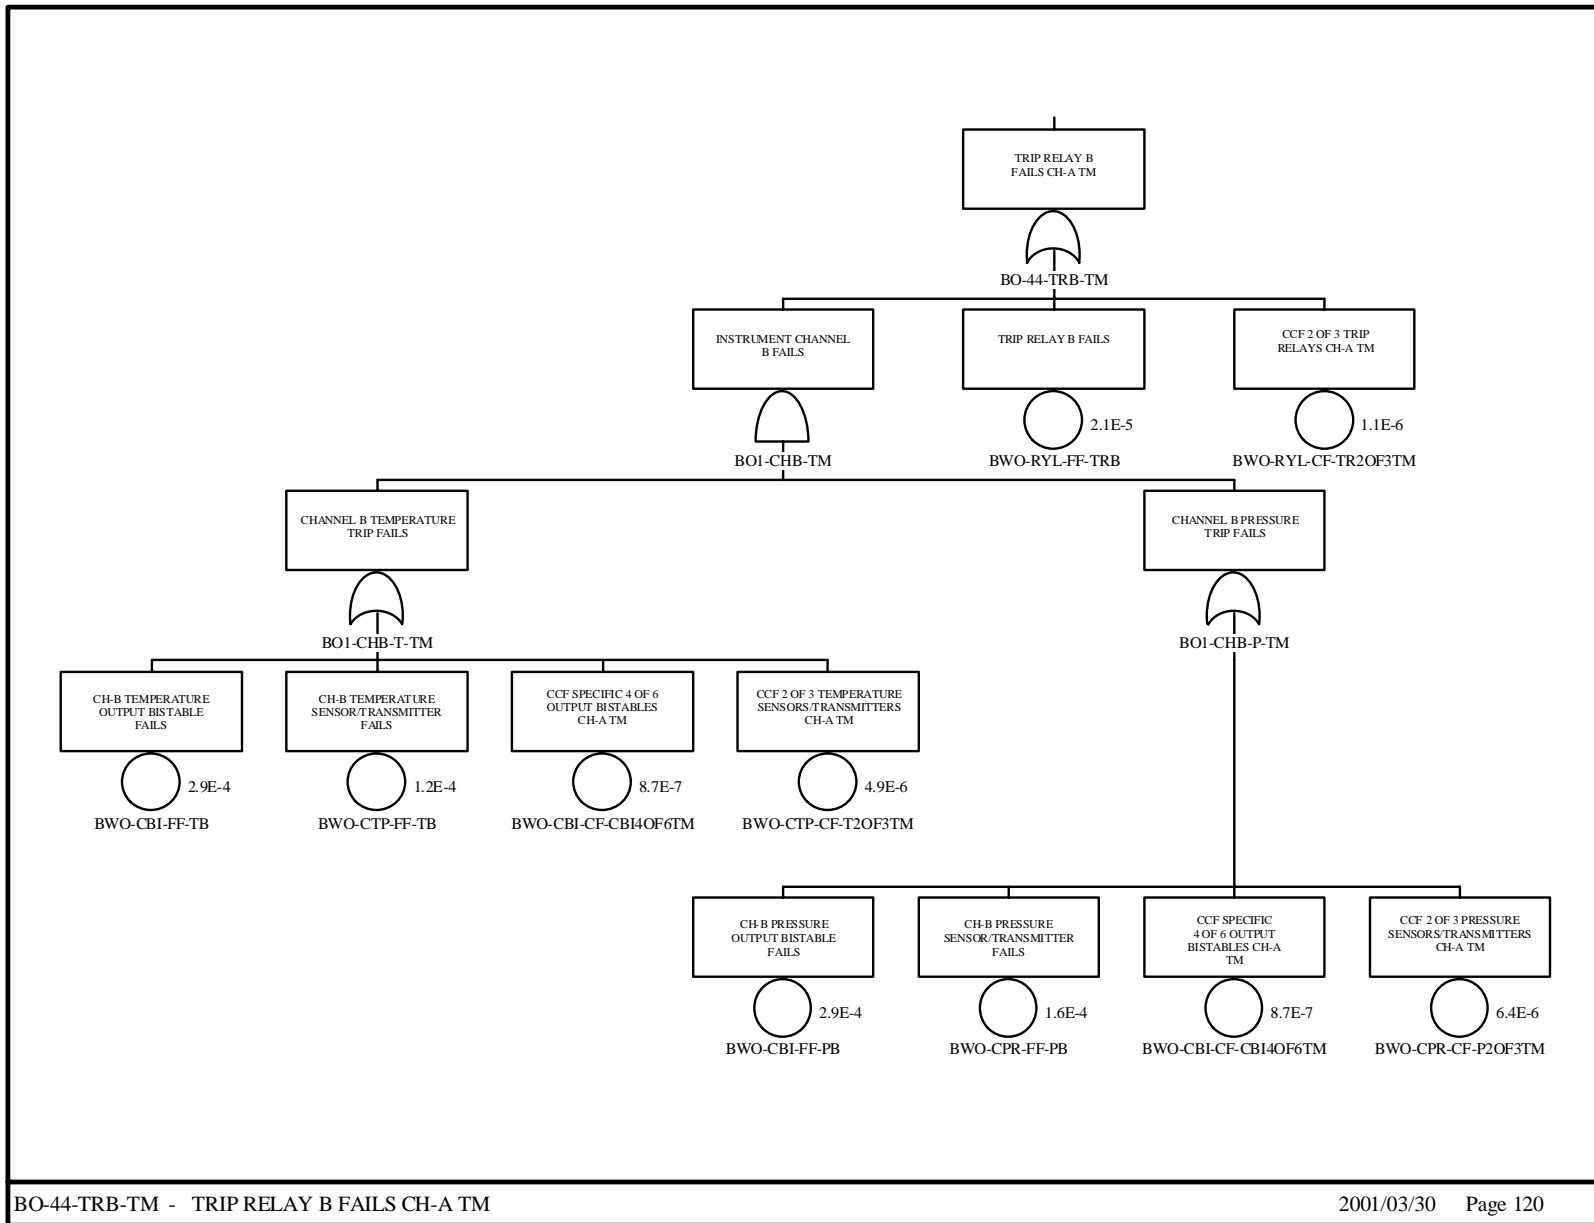 TRIP RELAY B
FAILS CH-A TM
BO-44-TRB-TM
INSTRUMENT CHANNEL
B FAILS
BO1-CHB-TM
TRIP RELAY B FAILS
2.1E-5
BWO-RYL-FF-TRB
CCF 2 OF 3 TRIP
RELAYS CH-A TM
1.1E-6
BWO-RYL-CF-TR2OF3TM
CHANNEL B TEMPERATURE
TRIP FAILS
BO1-CHB-T-TM
CHANNEL B PRESSURE
TRIP FAILS
BO1-CHB-P-TM
CH-B TEMPERATURE
OUTPUT BISTABLE
FAILS
2.9E-4
BWO-CBI-FF-TB
CH-B TEMPERATURE
SENSOR/TRANSMITTER
FAILS
1.2E-4
BWO-CTP-FF-TB
CCF SPECIFIC 4 OF 6
OUTPUT BISTABLES
CH-A TM
8.7E-7
BWO-CBI-CF-CBI4OF6TM
CCF 2 OF 3 TEMPERATURE
SENSORS/TRANSMITTERS
CH-A TM
4.9E-6
BWO-CTP-CF-T2OF3TM
CH-B PRESSURE
OUTPUT BISTABLE
FAILS
2.9E-4
BWO-CBI-FF-PB
CH-B PRESSURE
SENSOR/TRANSMITTER
FAILS
1.6E-4
BWO-CPR-FF-PB
CCF SPECIFIC
4 OF 6 OUTPUT
BISTABLES CH-A
TM
8.7E-7
BWO-CBI-CF-CBI4OF6TM
CCF 2 OF 3 PRESSURE
SENSORS/TRANSMITTERS
CH-A TM
6.4E-6
BWO-CPR-CF-P2OF3TM
BO-44-TRB-TM - TRIP RELAY B FAILS CH-A TM
2001/03/30 Page 120